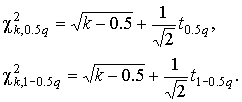 χ²_{k,0.5q} = √(k − 0.5) + (1/√2) t_{0.5q},
χ²_{k,1−0.5q} = √(k − 0.5) + (1/√2) t_{1−0.5q}.